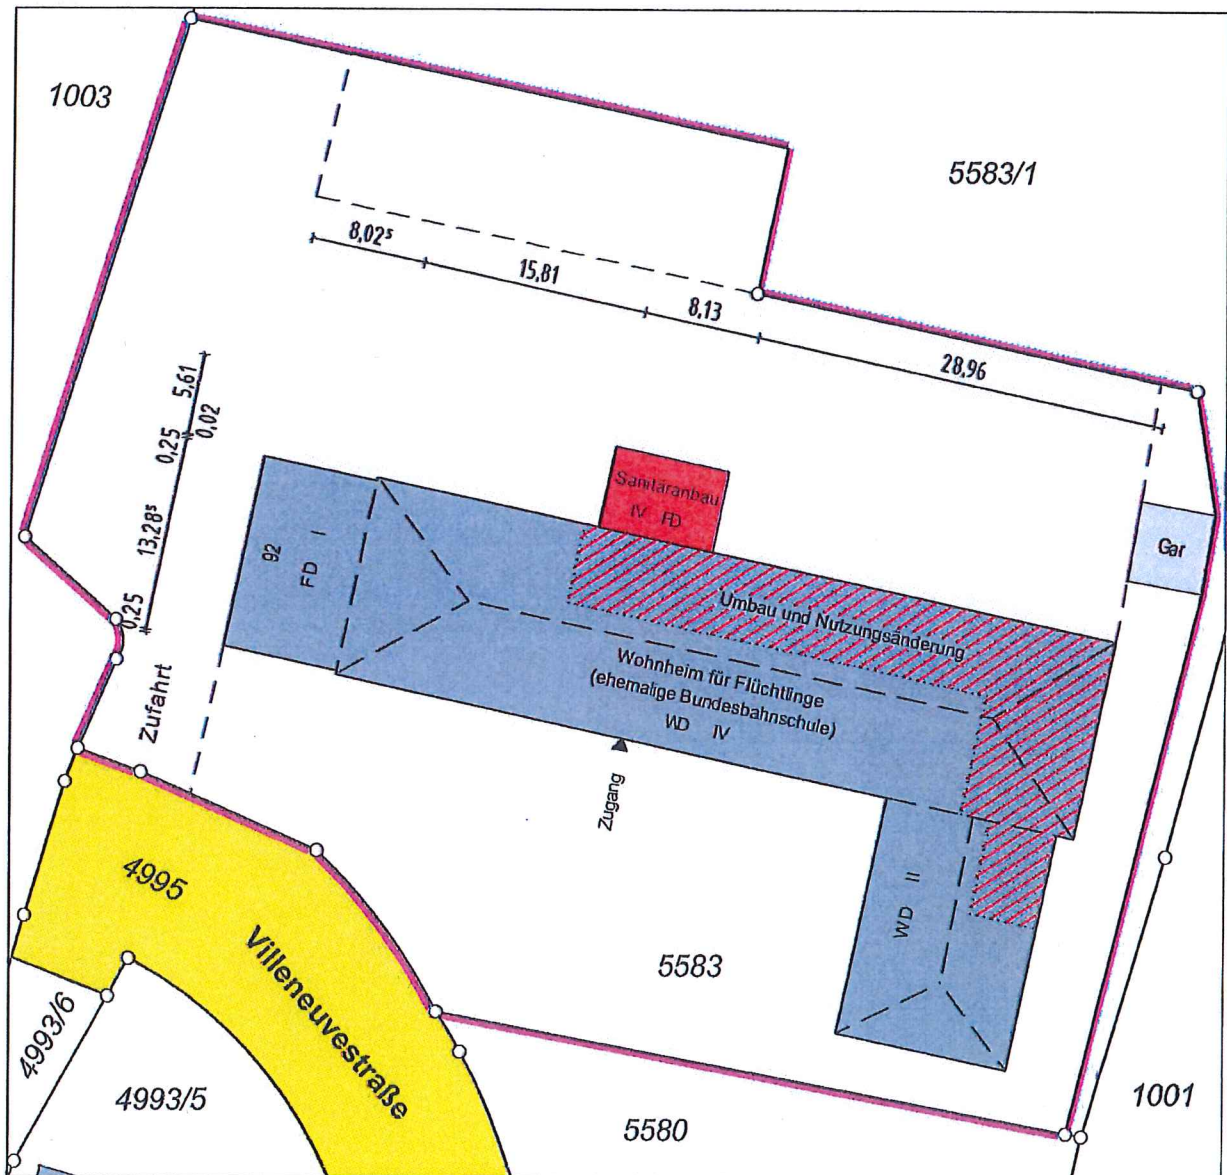 1003
5583/1
8,02⁵
15,81
8,13
28,96
5,61
0,02
0,25
13,28⁵
0,25
Sanitäranbau
IV FD
92
FD I
Gar
Umbau und Nutzungsänderung
Wohnheim für Flüchtlinge
(ehemalige Bundesbahnschule)
WD IV
Zufahrt
Zugang
4995
WD II
Villeneuvestraße
5583
4993/6
4993/5
5580
1001